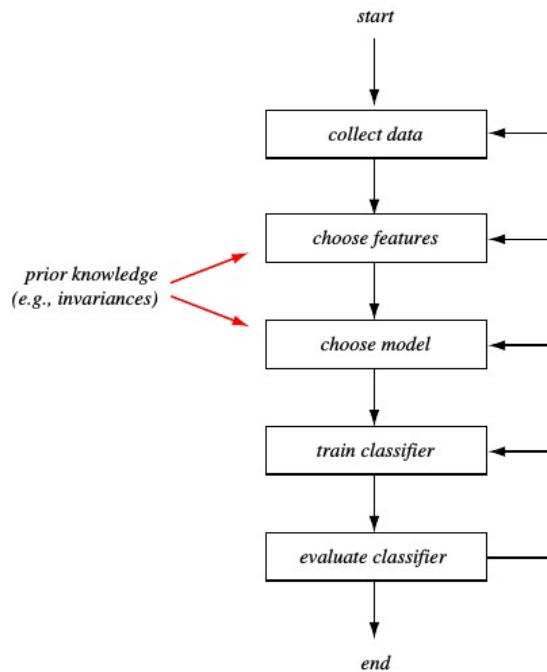 start
collect data
choose features
prior knowledge
(e.g., invariances)
choose model
train classifier
evaluate classifier
end